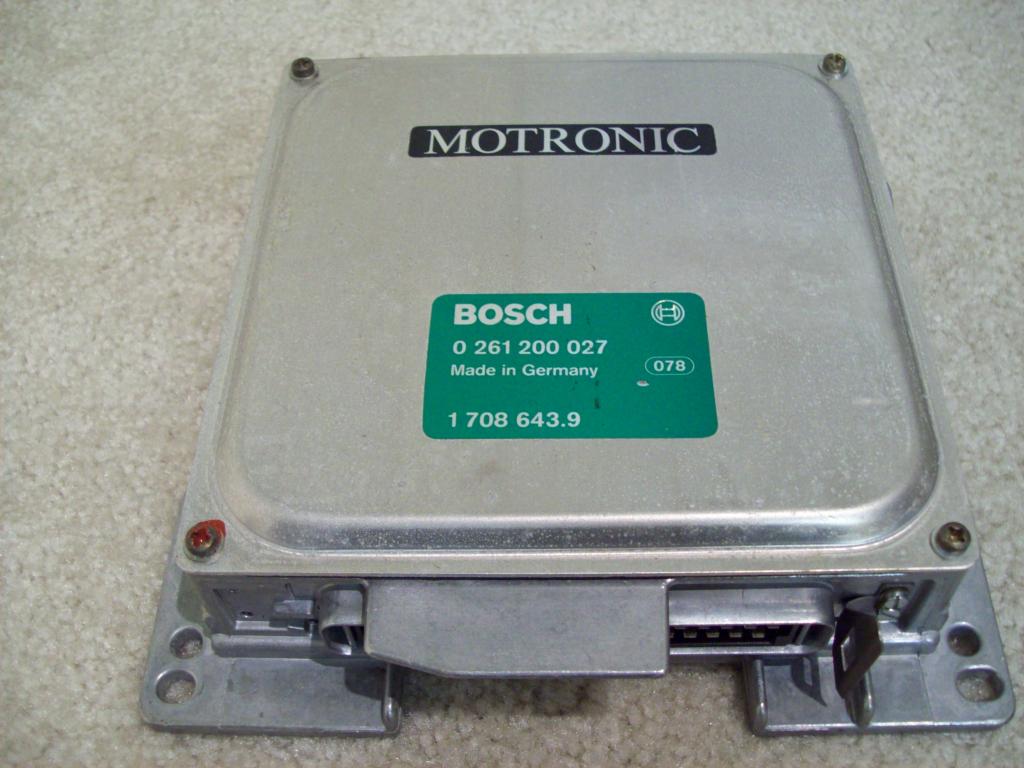 MOTRONIC
BOSCH
0 261 200 027
Made in Germany
078
1 708 643.9